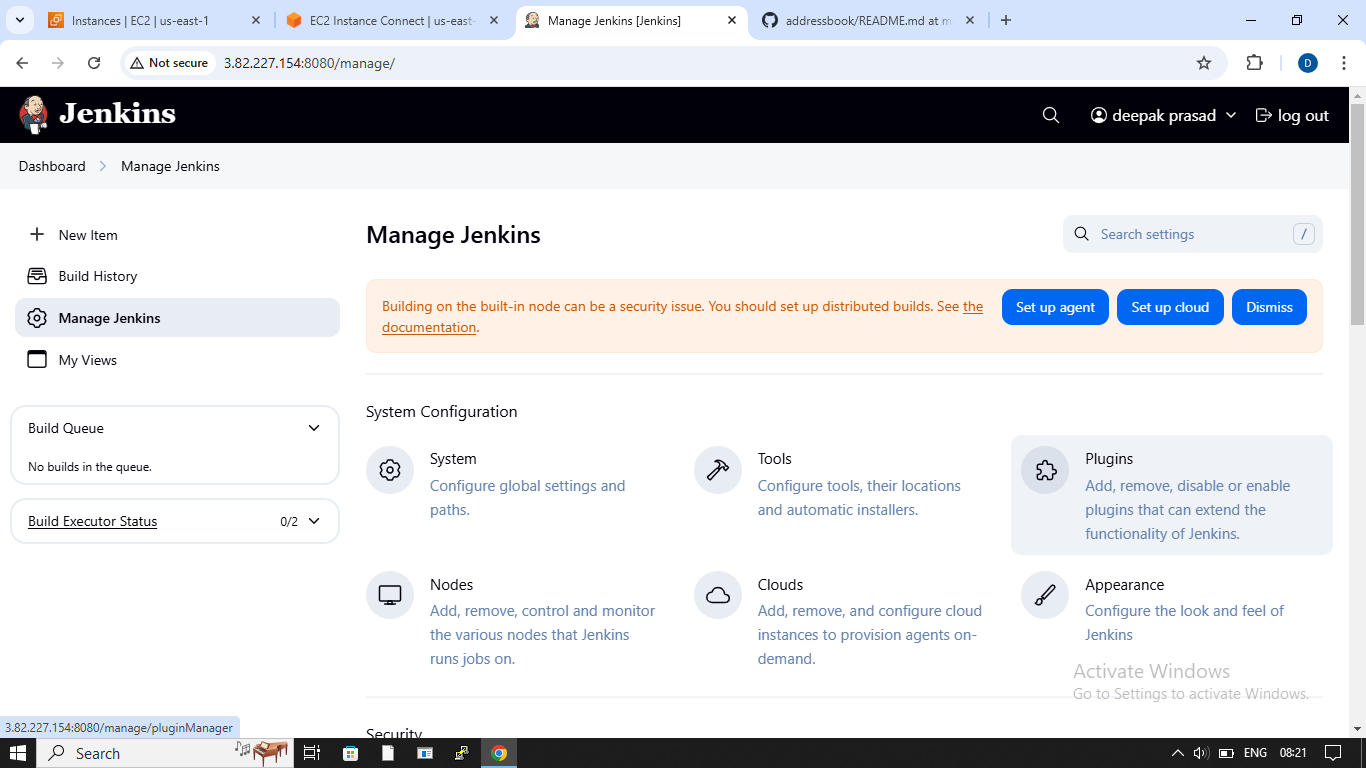 Instances | EC2 | us-east-1
EC2 Instance Connect | us-east-
Manage Jenkins [Jenkins]
addressbook/README.md at m
Not secure
3.82.227.154:8080/manage/
D
Jenkins
deepak prasad
log out
Dashboard
Manage Jenkins
New Item
Build History
Manage Jenkins
My Views
Build Queue
No builds in the queue.
Build Executor Status
0/2
Manage Jenkins
Search settings
/
Building on the built-in node can be a security issue. You should set up distributed builds. See the
documentation.
Set up agent
Set up cloud
Dismiss
System Configuration
System
Configure global settings and
paths.
Tools
Configure tools, their locations
and automatic installers.
Plugins
Add, remove, disable or enable
plugins that can extend the
functionality of Jenkins.
Nodes
Add, remove, control and monitor
the various nodes that Jenkins
runs jobs on.
Clouds
Add, remove, and configure cloud
instances to provision agents on-
demand.
Appearance
Configure the look and feel of
Jenkins
Activate Windows
Go to Settings to activate Windows.
Security
3.82.227.154:8080/manage/pluginManager
Search
ENG
08:21